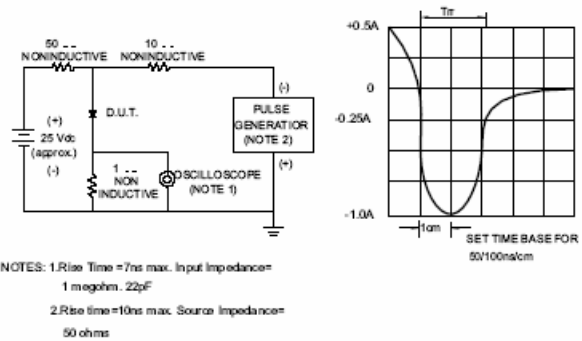 50 --
NONINDUCTIVE
10 --
NONINDUCTIVE
(+)
25 Vdc
(approx.)
(-)
D.U.T.
1 --
NON
INDUCTIVE
OSCILLOSCOPE
(NOTE 1)
(-)
PULSE
GENERATIOR
(NOTE 2)
(+)
Trr
+0.5A
0
-0.25A
-1.0A
1cm
SET TIME BASE FOR
50/100ns/cm
NOTES: 1.Rise Time =7ns max. Input Impedance=
1 megohm. 22pF
2.Rise time=10ns max. Source Impedance=
50 ohms